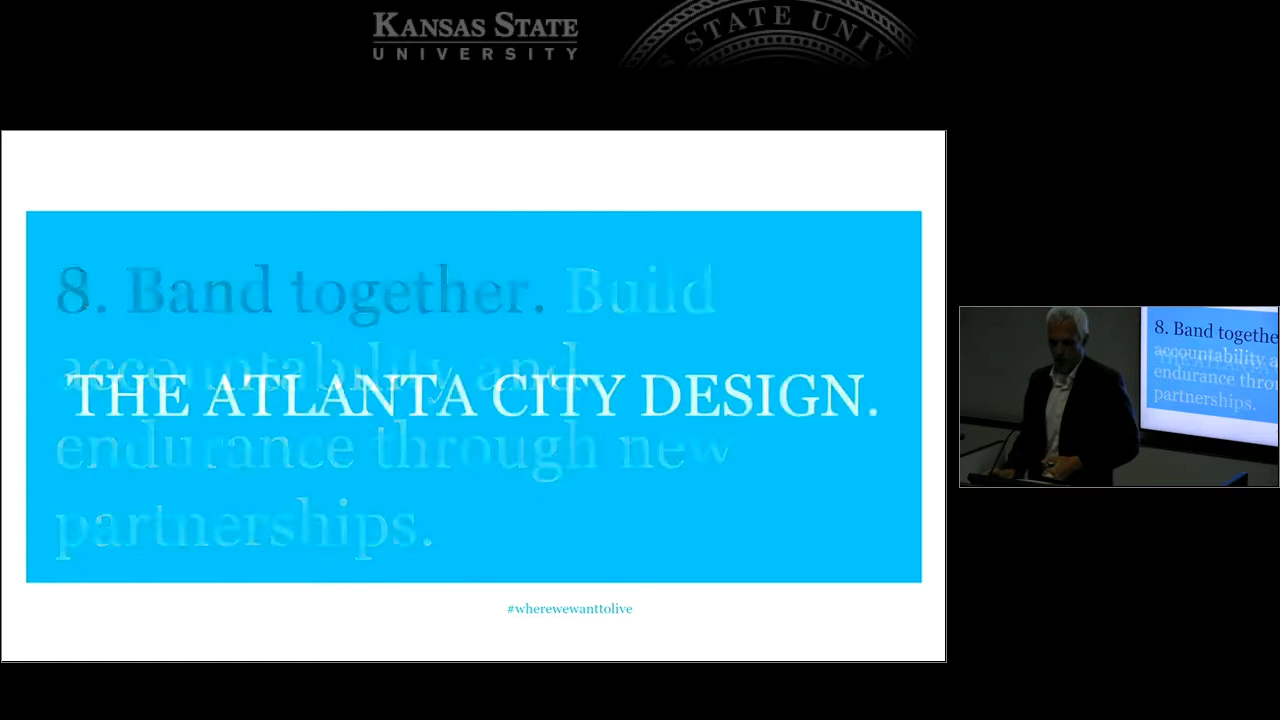 KANSAS STATE
UNIVERSITY
STATE UNIV
8. Band together. Build
accountability and
THE ATLANTA CITY DESIGN.
endurance through new
partnerships.
#wherewewanttolive
8. Band togethe
accountability a
endurance throu
partnerships.